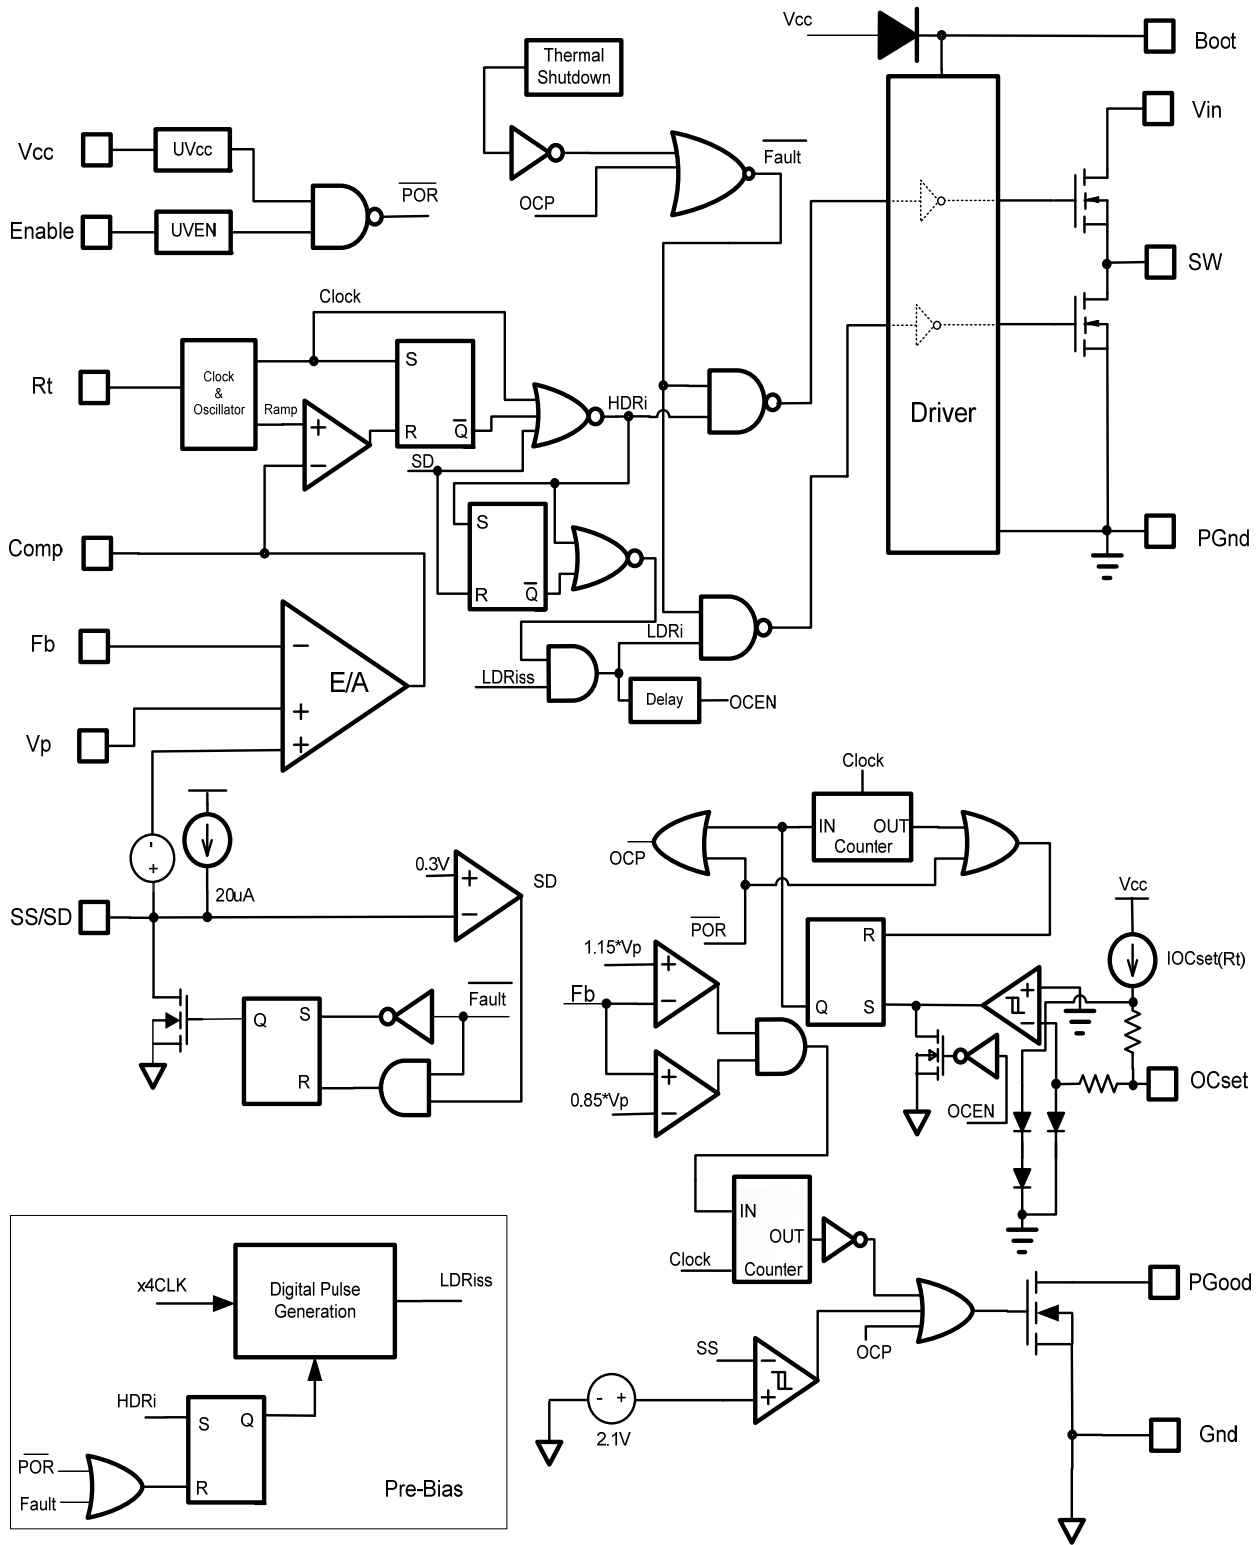 Vcc
Boot
Vin
Thermal
Shutdown
Fault
OCP
Vcc
UVcc
POR
Enable
UVEN
SW
Driver
PGnd
Clock
Rt
Clock
&
Oscillator
Ramp
+
−
S
R
Q
SD
HDRi
S
R
Q
Comp
LDRi
LDRiss
Delay
OCEN
Fb
−
E/A
+
+
Vp
Clock
IN
OUT
Counter
OCP
POR
-
+
20uA
0.3V
+
−
SD
SS/SD
R
Q
S
Vcc
IOCset(Rt)
1.15*Vp
+
Fb
−
+
−
0.85*Vp
+
−
OCset
OCEN
Fault
Q
S
R
IN
OUT
Counter
Clock
PGood
OCP
SS
−
+
- +
2.1V
Gnd
x4CLK
Digital Pulse
Generation
LDRiss
HDRi
S
Q
R
POR
Fault
Pre-Bias